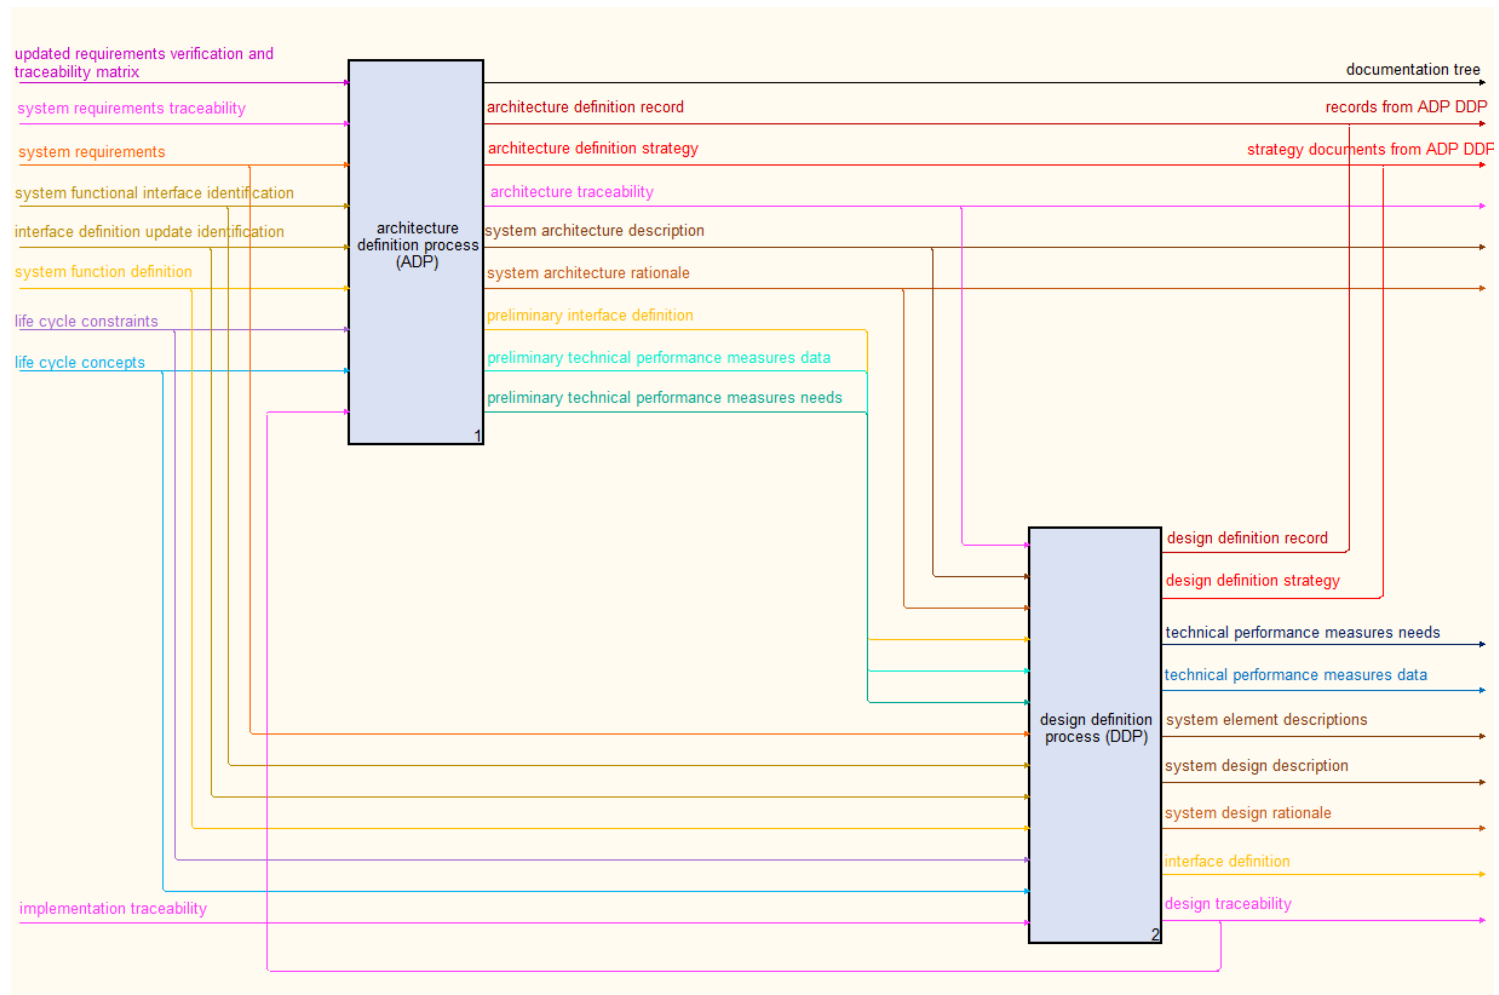 updated requirements verification and
traceability matrix
system requirements traceability
system requirements
system functional interface identification
interface definition update identification
system function definition
life cycle constraints
life cycle concepts
architecture
definition process
(ADP)
1
documentation tree
architecture definition record
records from ADP DDP
architecture definition strategy
strategy documents from ADP DDP
architecture traceability
system architecture description
system architecture rationale
preliminary interface definition
preliminary technical performance measures data
preliminary technical performance measures needs
design definition
process (DDP)
2
design definition record
design definition strategy
technical performance measures needs
technical performance measures data
system element descriptions
system design description
system design rationale
interface definition
design traceability
implementation traceability